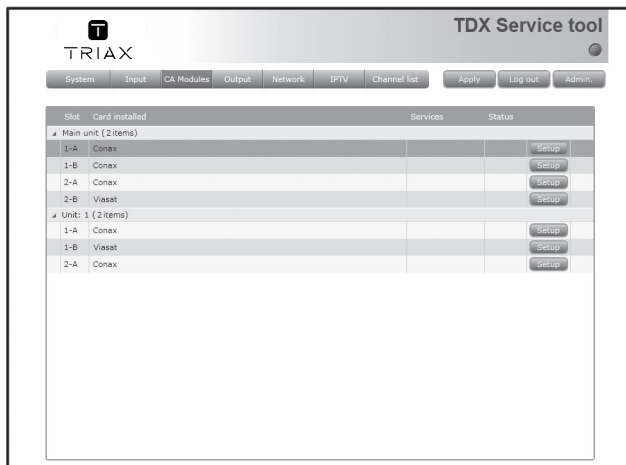 TDX Service tool
T
TRIAX
System Input CA Modules Output Network IPTV Channel list Apply Log out Admin.
Slot Card installed Services Status
Main unit (2 items)
1-A Conax Setup
1-B Conax Setup
2-A Conax Setup
2-B Viasat Setup
Unit: 1 (2 items)
1-A Conax Setup
1-B Viasat Setup
2-A Conax Setup